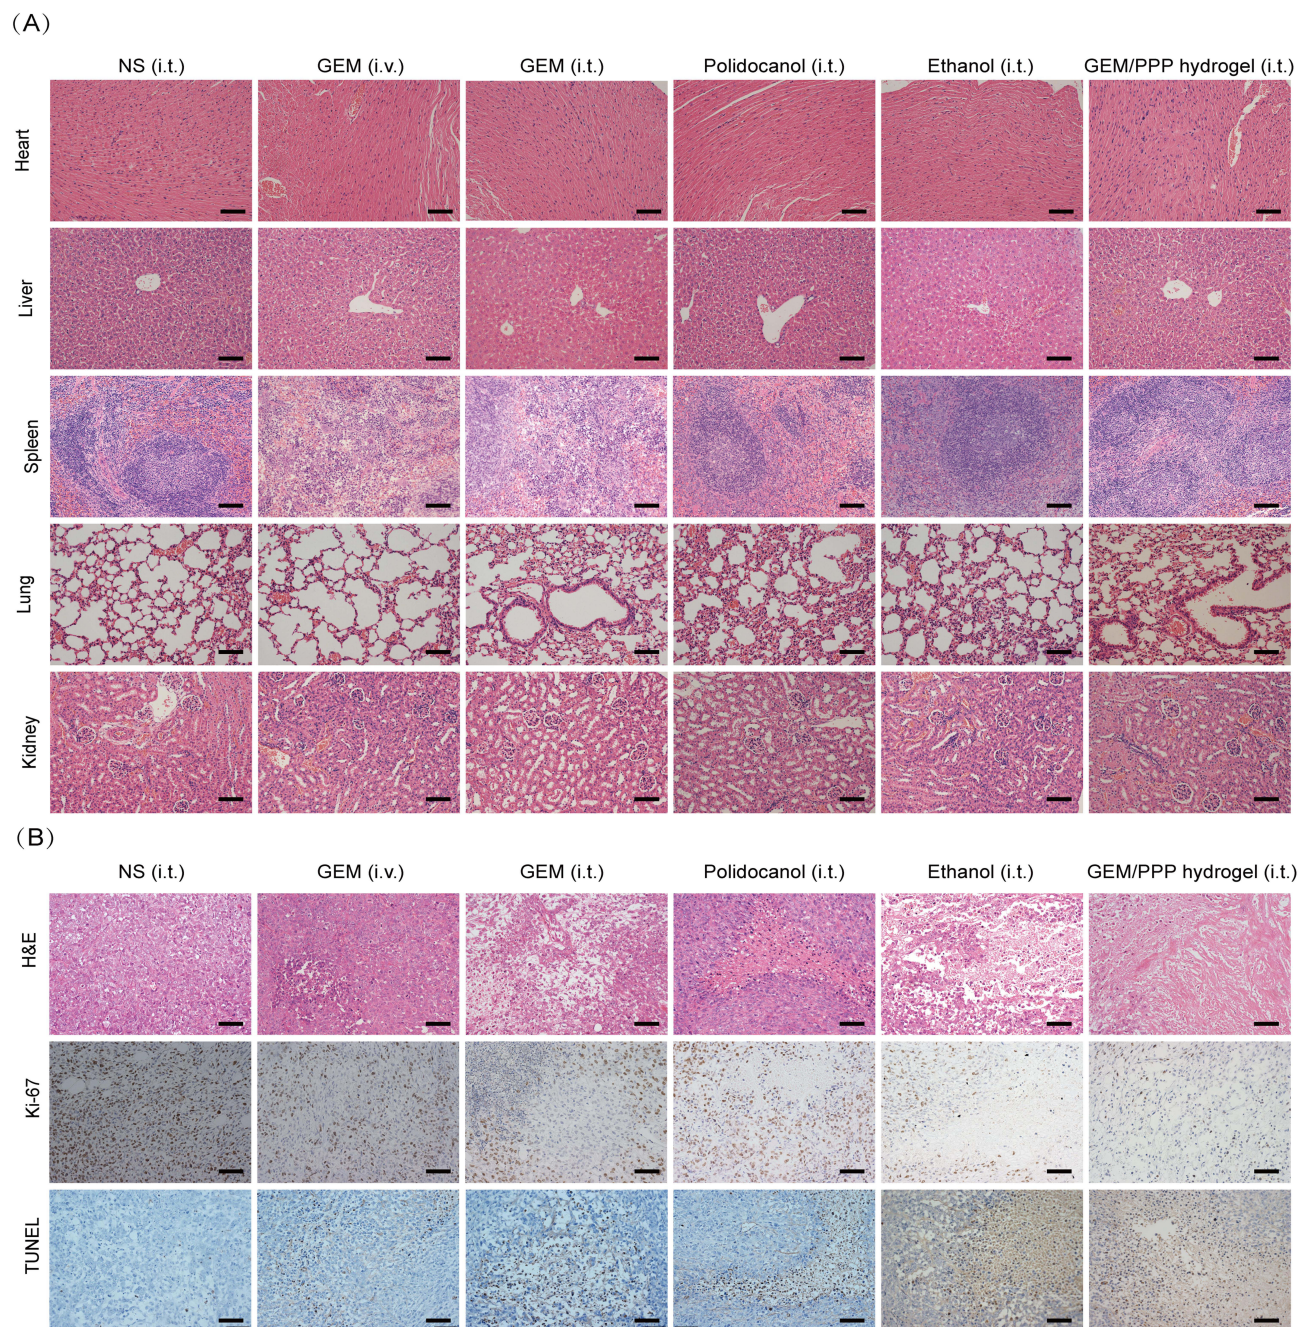 (A)
NS (i.t.) GEM (i.v.) GEM (i.t.) Polidocanol (i.t.) Ethanol (i.t.) GEM/PPP hydrogel (i.t.)
Heart
Liver
Spleen
Lung
Kidney
(B)
NS (i.t.) GEM (i.v.) GEM (i.t.) Polidocanol (i.t.) Ethanol (i.t.) GEM/PPP hydrogel (i.t.)
H&E
Ki-67
TUNEL